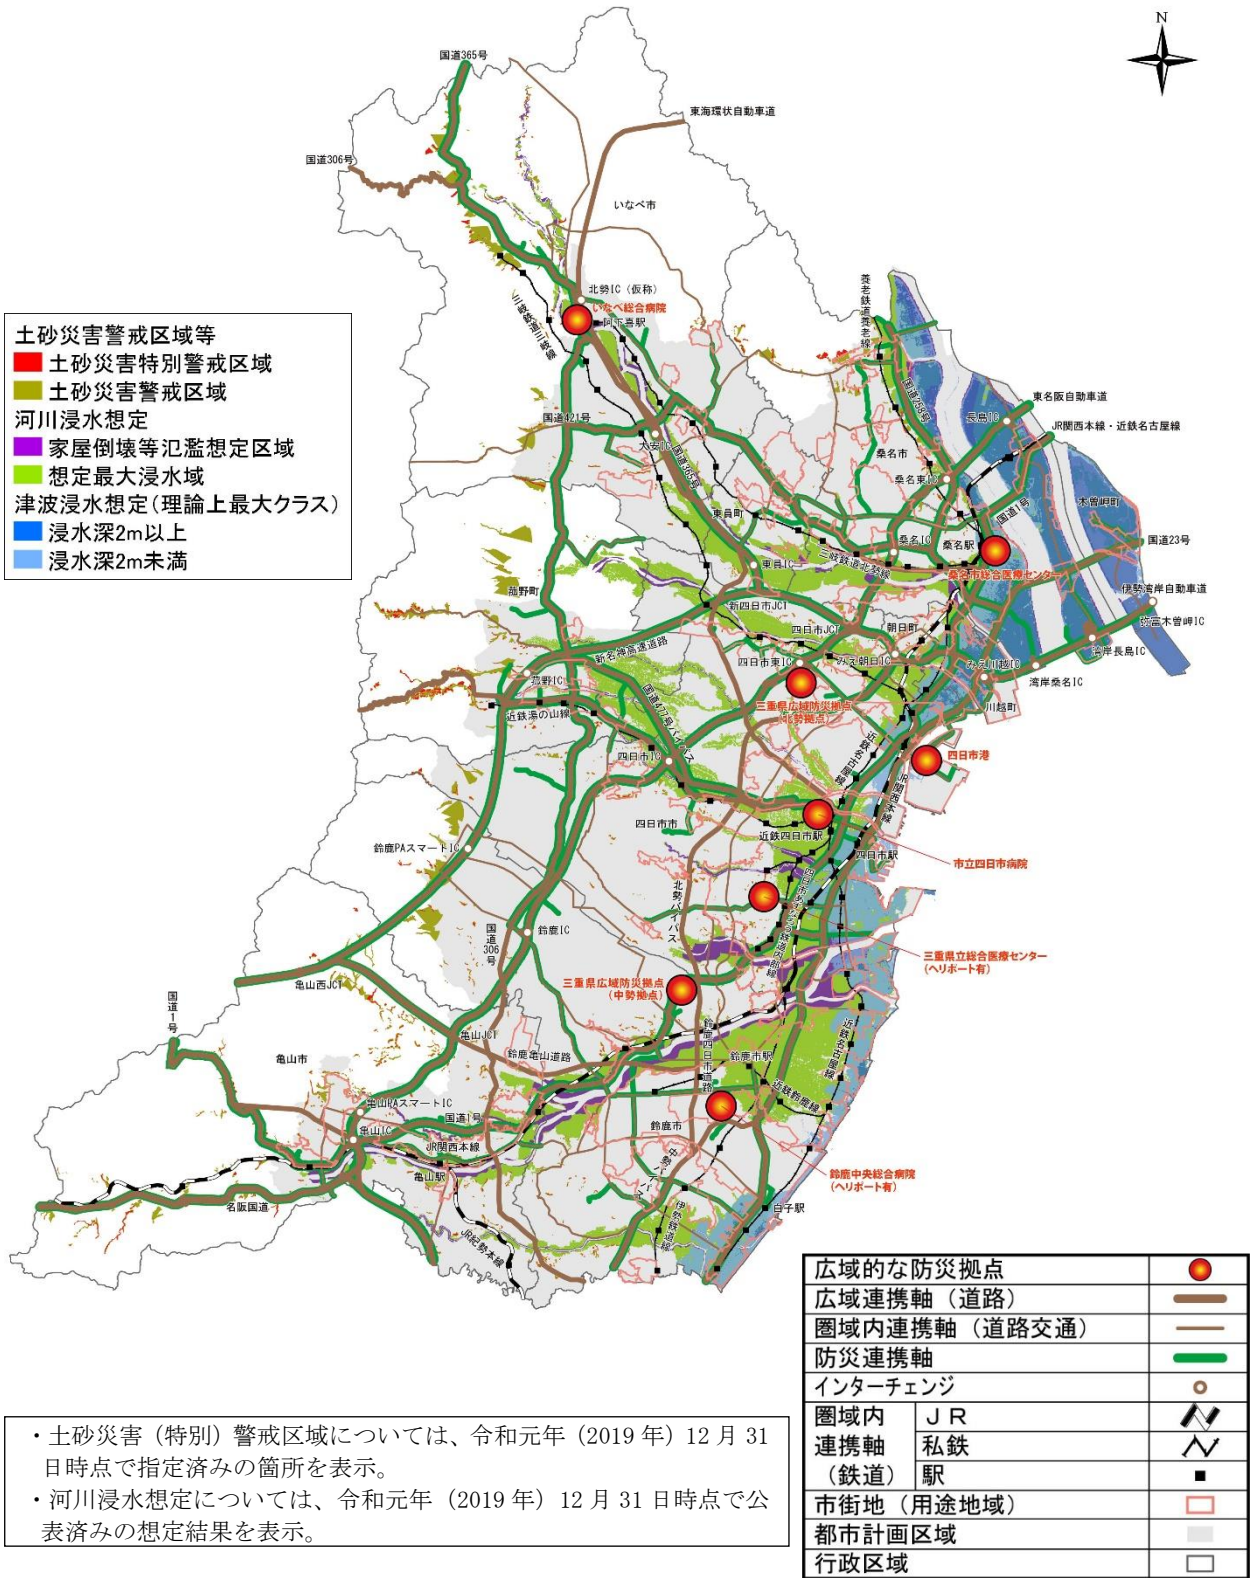 N
国道365号
東海環状自動車道
国道306号
いなべ市
北勢IC（仮称）
いなべ総合病院
阿下喜駅
三岐鉄道三岐線
養老鉄道養老線
土砂災害警戒区域等
土砂災害特別警戒区域
土砂災害警戒区域
河川浸水想定
家屋倒壊等氾濫想定区域
想定最大浸水域
津波浸水想定(理論上最大クラス)
浸水深2m以上
浸水深2m未満
国道258号
東名阪自動車道
長島IC
JR関西本線・近鉄名古屋線
国道421号
大安IC
国道365号
桑名市
桑名東IC
木曽岬町
国道1号
東員町
桑名IC
桑名駅
国道23号
三岐鉄道北勢線
東員IC
桑名市総合医療センター
伊勢湾岸自動車道
菰野町
新四日市JCT
弥富木曽岬IC
四日市JCT
朝日町
湾岸長島IC
新名神高速道路
四日市東IC
みえ朝日IC
みえ川越IC
湾岸桑名IC
菰野IC
三重県広域防災拠点
(北勢拠点)
川越町
近鉄湯の山線
国道477号バイパス
近鉄名古屋線
四日市IC
四日市港
JR関西本線
四日市市
近鉄四日市駅
四日市駅
市立四日市病院
鈴鹿PAスマートIC
北勢バイパス
四日市あすなろう鉄道内部線
国道306号
鈴鹿IC
三重県立総合医療センター
(ヘリポート有)
三重県広域防災拠点
(中勢拠点)
亀山西JCT
国道1号
亀山JCT
鈴鹿亀山道路
鈴鹿四日市道路
鈴鹿市駅
近鉄名古屋線
亀山市
近鉄鈴鹿線
亀山PAスマートIC
国道1号
亀山IC
JR関西本線
鈴鹿市
中勢バイパス
亀山駅
鈴鹿中央総合病院
(ヘリポート有)
名阪国道
伊勢鉄道線
白子駅
JR紀勢本線
広域的な防災拠点
広域連携軸（道路）
圏域内連携軸（道路交通）
防災連携軸
インターチェンジ
圏域内 ＪＲ
連携軸 私鉄
（鉄道） 駅
市街地（用途地域）
都市計画区域
行政区域
・土砂災害（特別）警戒区域については、令和元年（2019 年）12 月 31
日時点で指定済みの箇所を表示。
・河川浸水想定については、令和元年（2019 年）12 月 31 日時点で公
表済みの想定結果を表示。